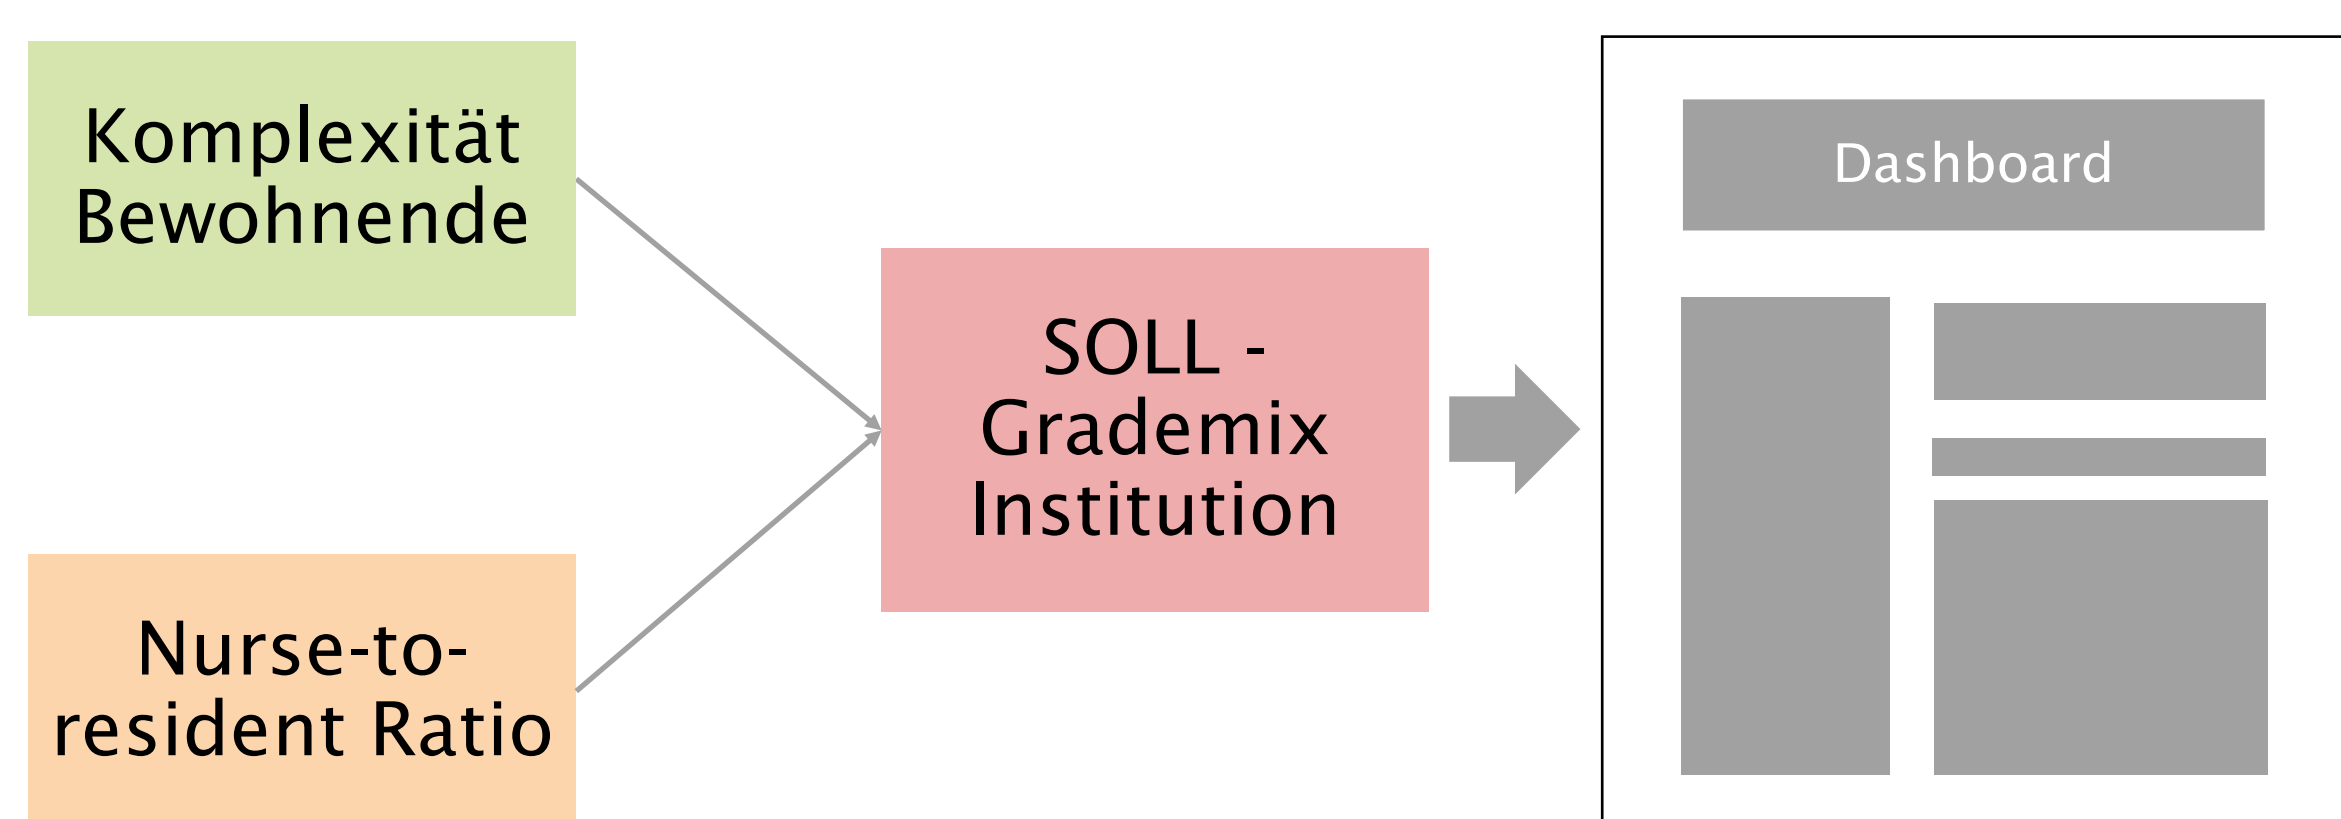 Komplexität
Bewohnende
Nurse-to-
resident Ratio
SOLL -
Grademix
Institution
Dashboard